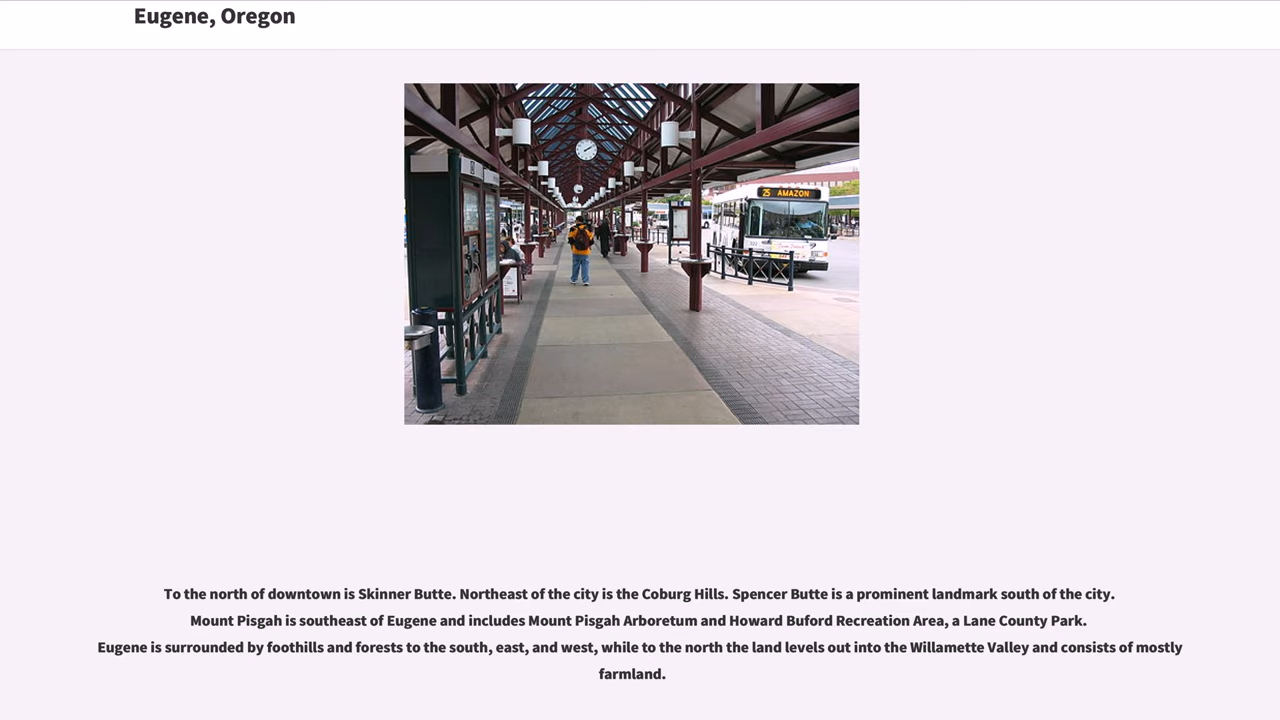 Eugene, Oregon
25 AMAZON
To the north of downtown is Skinner Butte. Northeast of the city is the Coburg Hills. Spencer Butte is a prominent landmark south of the city.
Mount Pisgah is southeast of Eugene and includes Mount Pisgah Arboretum and Howard Buford Recreation Area, a Lane County Park.
Eugene is surrounded by foothills and forests to the south, east, and west, while to the north the land levels out into the Willamette Valley and consists of mostly
farmland.